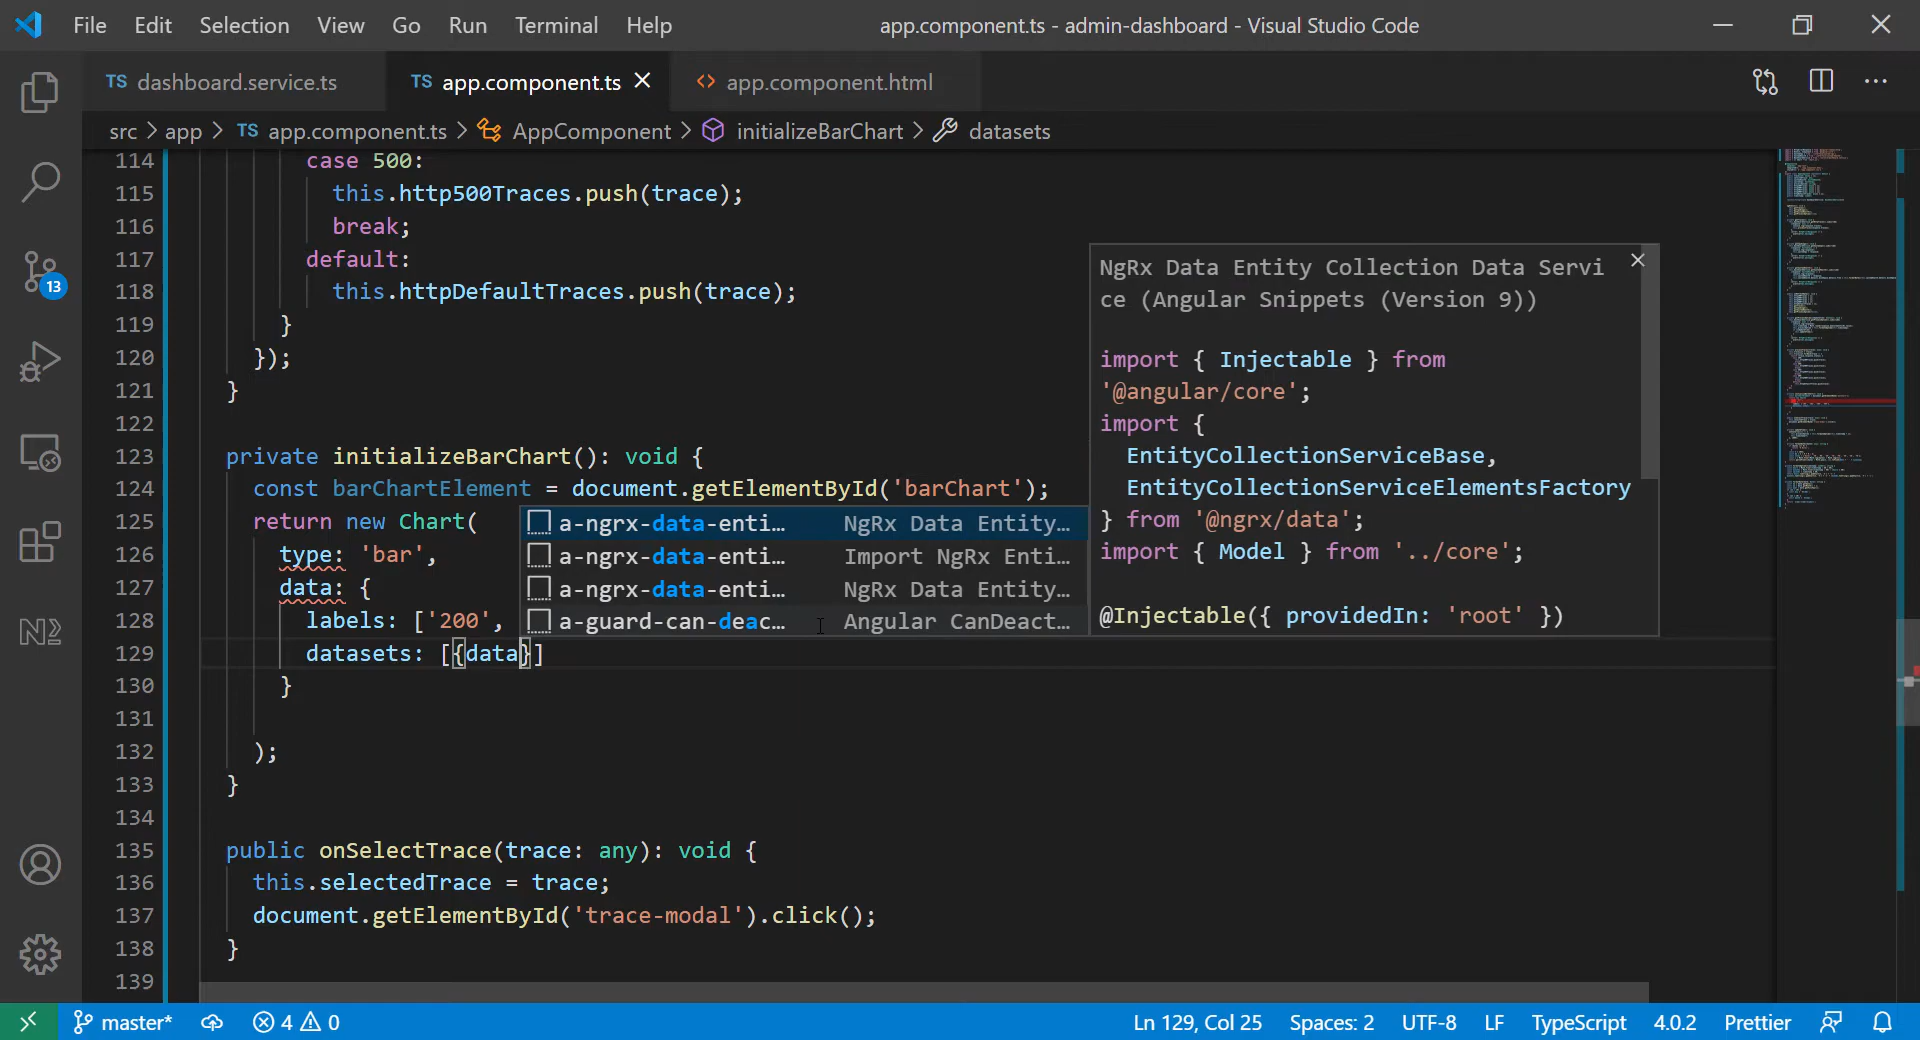 File Edit Selection View Go Run Terminal Help app.component.ts - admin-dashboard - Visual Studio Code
TS dashboard.service.ts TS app.component.ts <> app.component.html
src > app > TS app.component.ts > AppComponent > initializeBarChart > datasets
114 case 500:
115 this.http500Traces.push(trace);
116 break;
117 default:
118 this.httpDefaultTraces.push(trace);
119 }
120 });
121 }
122
123 private initializeBarChart(): void {
124 const barChartElement = document.getElementById('barChart');
125 return new Chart(
126 type: 'bar',
127 data: {
128 labels: ['200',
129 datasets: [{data}]
130 }
131
132 );
133 }
134
135 public onSelectTrace(trace: any): void {
136 this.selectedTrace = trace;
137 document.getElementById('trace-modal').click();
138 }
139
a-ngrx-data-enti… NgRx Data Entity…
a-ngrx-data-enti… Import NgRx Enti…
a-ngrx-data-enti… NgRx Data Entity…
a-guard-can-deac… Angular CanDeact…
NgRx Data Entity Collection Data Servi
ce (Angular Snippets (Version 9))
import { Injectable } from
'@angular/core';
import {
EntityCollectionServiceBase,
EntityCollectionServiceElementsFactory
} from '@ngrx/data';
import { Model } from '../core';
@Injectable({ providedIn: 'root' })
13
master* 4 0 Ln 129, Col 25 Spaces: 2 UTF-8 LF TypeScript 4.0.2 Prettier